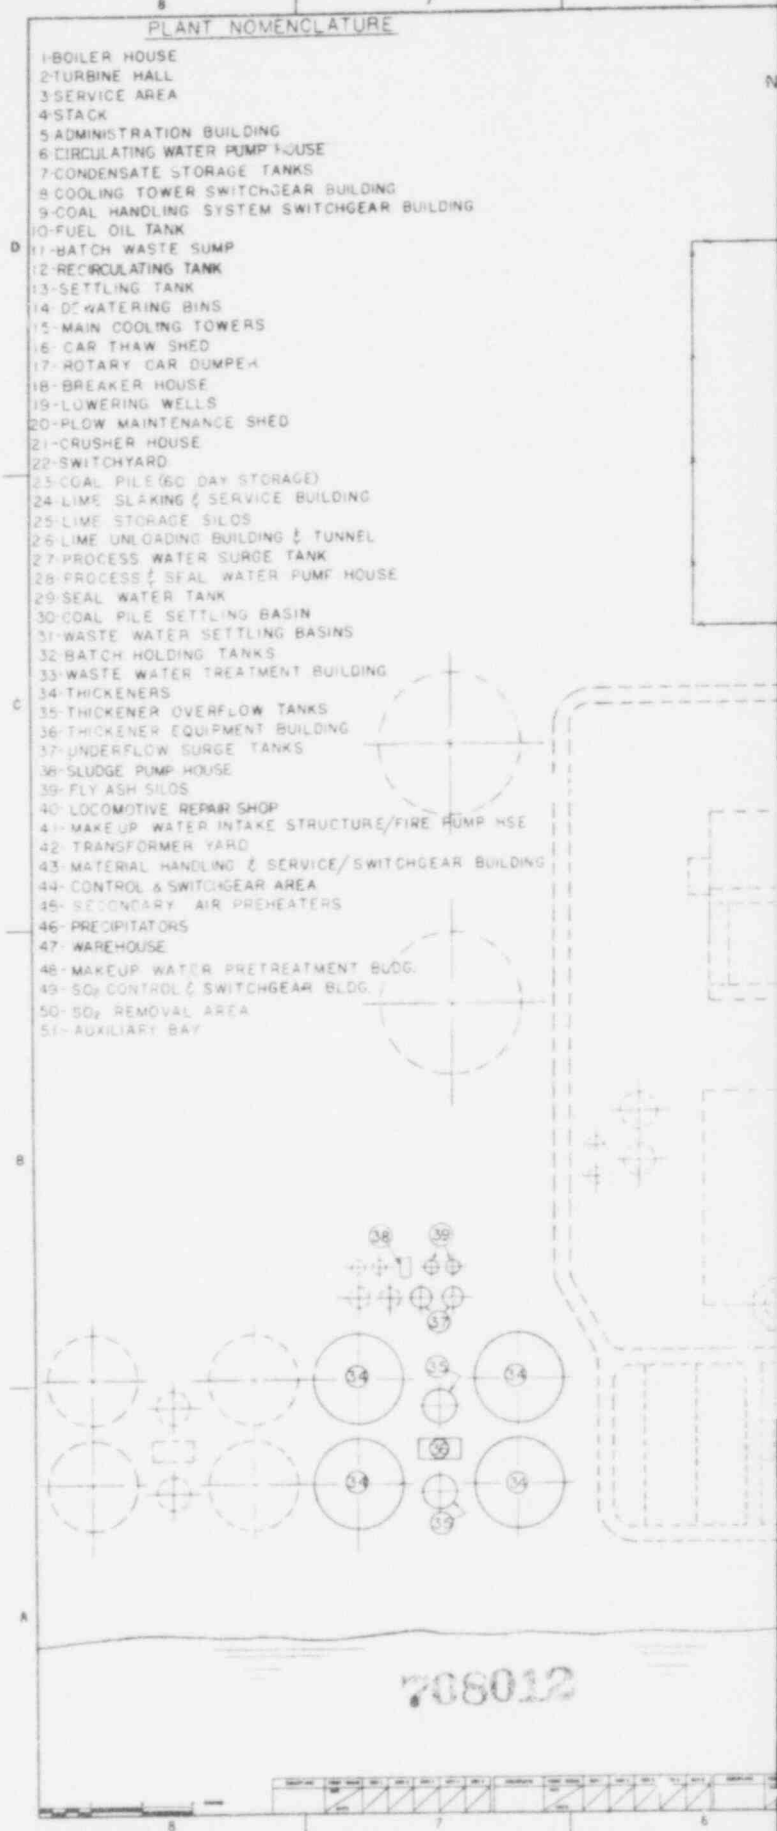 8
7
PLANT NOMENCLATURE
N
1-BOILER HOUSE
2-TURBINE HALL
3-SERVICE AREA
4-STACK
5-ADMINISTRATION BUILDING
6-CIRCULATING WATER PUMP HOUSE
7-CONDENSATE STORAGE TANKS
8-COOLING TOWER SWITCHGEAR BUILDING
9-COAL HANDLING SYSTEM SWITCHGEAR BUILDING
10-FUEL OIL TANK
D
11-BATCH WASTE SUMP
12-RECIRCULATING TANK
13-SETTLING TANK
14-DEWATERING BINS
15-MAIN COOLING TOWERS
16-CAR THAW SHED
17-ROTARY CAR DUMPER
18-BREAKER HOUSE
19-LOWERING WELLS
20-PLOW MAINTENANCE SHED
21-CRUSHER HOUSE
22-SWITCHYARD
23-COAL PILE (60 DAY STORAGE)
24-LIME SLAKING & SERVICE BUILDING
25-LIME STORAGE SILOS
26-LIME UNLOADING BUILDING & TUNNEL
27-PROCESS WATER SURGE TANK
28-PROCESS & SEAL WATER PUMP HOUSE
29-SEAL WATER TANK
30-COAL PILE SETTLING BASIN
31-WASTE WATER SETTLING BASINS
32-BATCH HOLDING TANKS
33-WASTE WATER TREATMENT BUILDING
C
34-THICKENERS
35-THICKENER OVERFLOW TANKS
36-THICKENER EQUIPMENT BUILDING
37-UNDERFLOW SURGE TANKS
38-SLUDGE PUMP HOUSE
39-FLY ASH SILOS
40-LOCOMOTIVE REPAIR SHOP
41-MAKEUP WATER INTAKE STRUCTURE/FIRE PUMP HSE
42-TRANSFORMER YARD
43-MATERIAL HANDLING & SERVICE/SWITCHGEAR BUILDING
44-CONTROL & SWITCHGEAR AREA
45-SECONDARY AIR PREHEATERS
46-PRECIPITATORS
47-WAREHOUSE
48-MAKEUP WATER PRETREATMENT BLDG.
49-SO2 CONTROL & SWITCHGEAR BLDG.
50-SO2 REMOVAL AREA
51-AUXILIARY BAY
B
38 39
37
34 35 34
36
34 34
35
A
708012
8 7 6